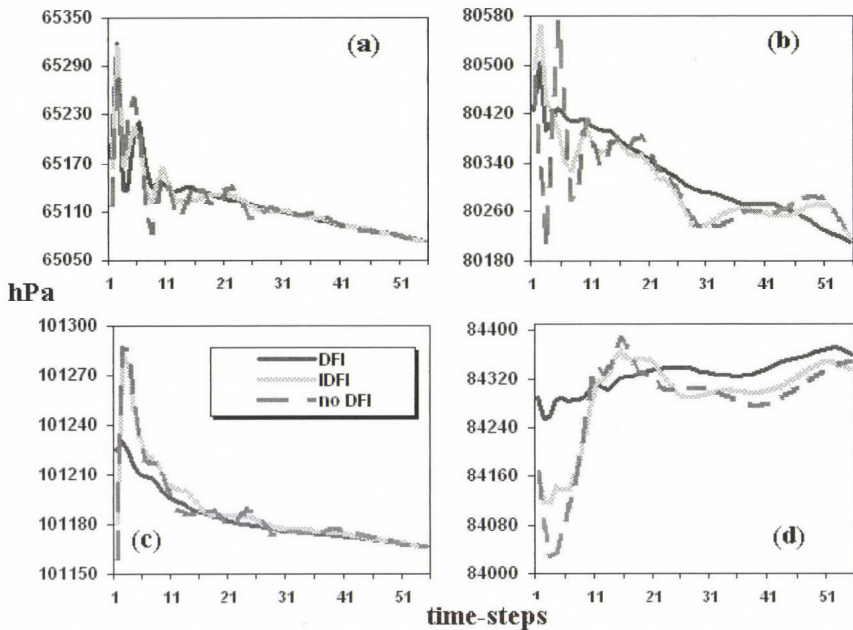 65350
65290
65230
65170
65110
65050
(a)
1 11 21 31 41 51
80580
80500
80420
80340
80260
80180
(b)
1 11 21 31 41 51
hPa
101300
101270
101240
101210
101180
101150
DFI
IDFI
no DFI
(c)
1 11 21 31 41 51
84400
84320
84240
84160
84080
84000
(d)
1 11 21 31 41 51
time-steps